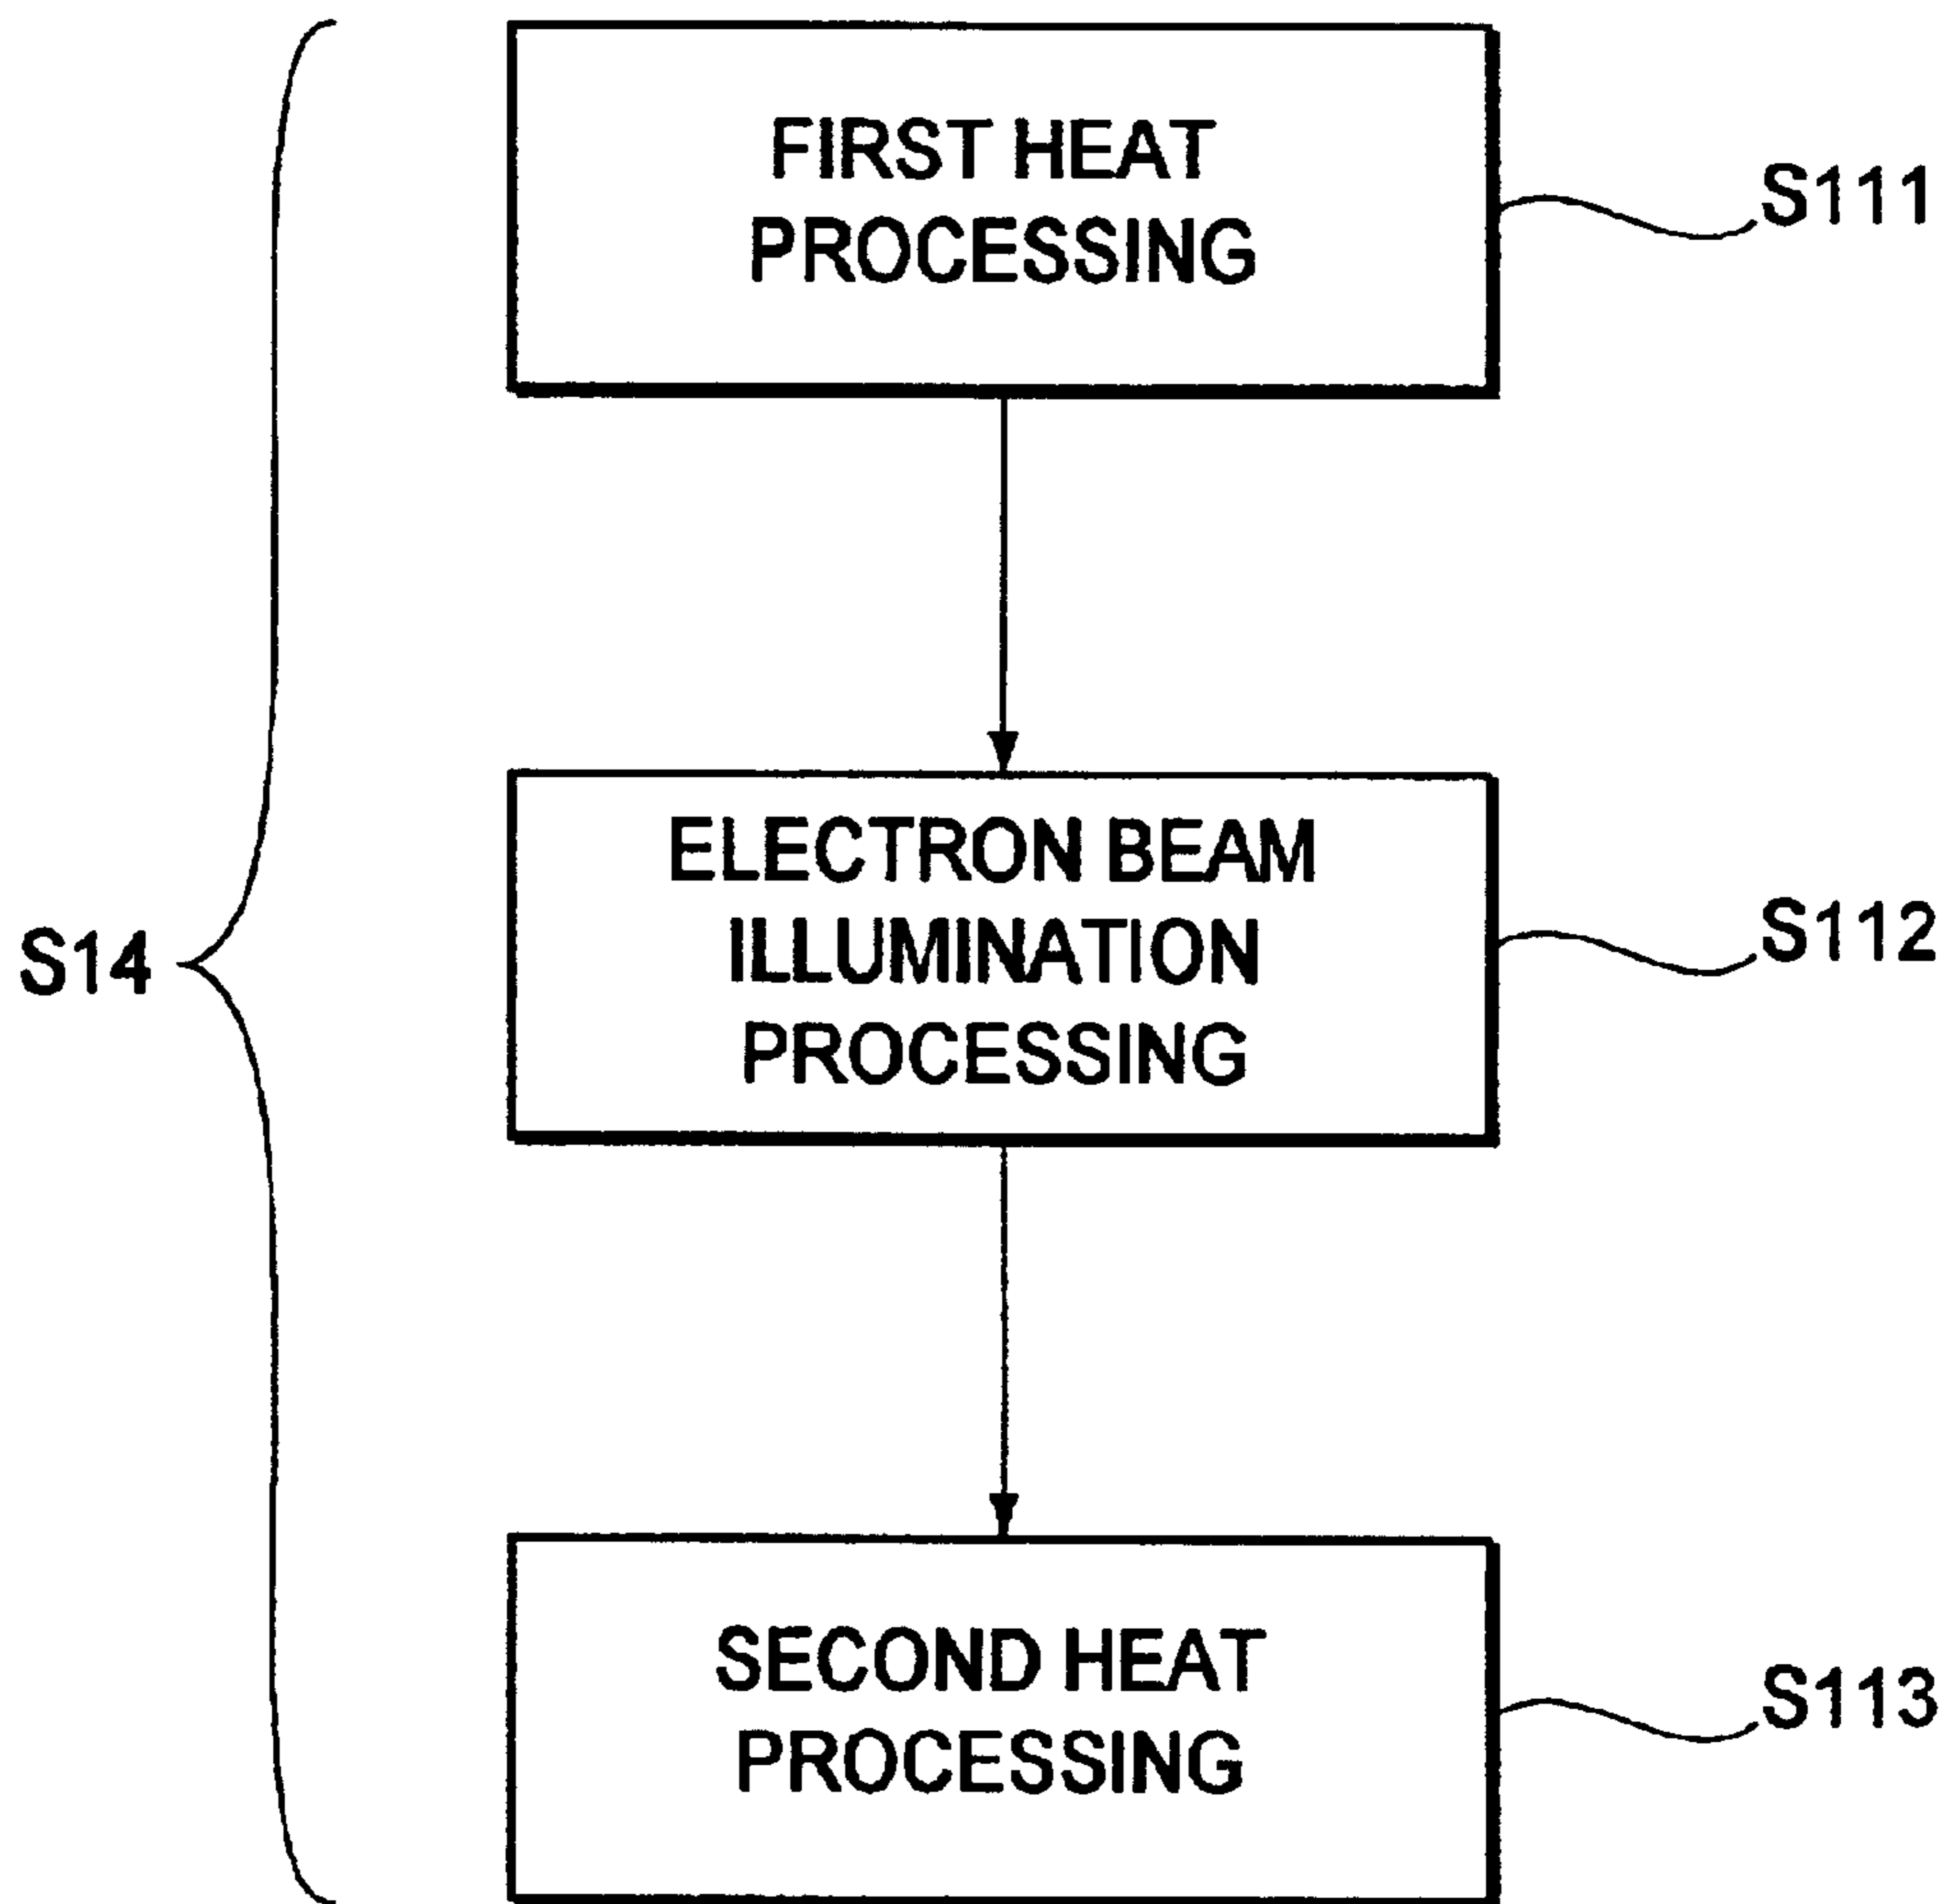 FIRST HEAT
PROCESSING
S111
ELECTRON BEAM
ILLUMINATION
PROCESSING
S112
S14
SECOND HEAT
PROCESSING
S113